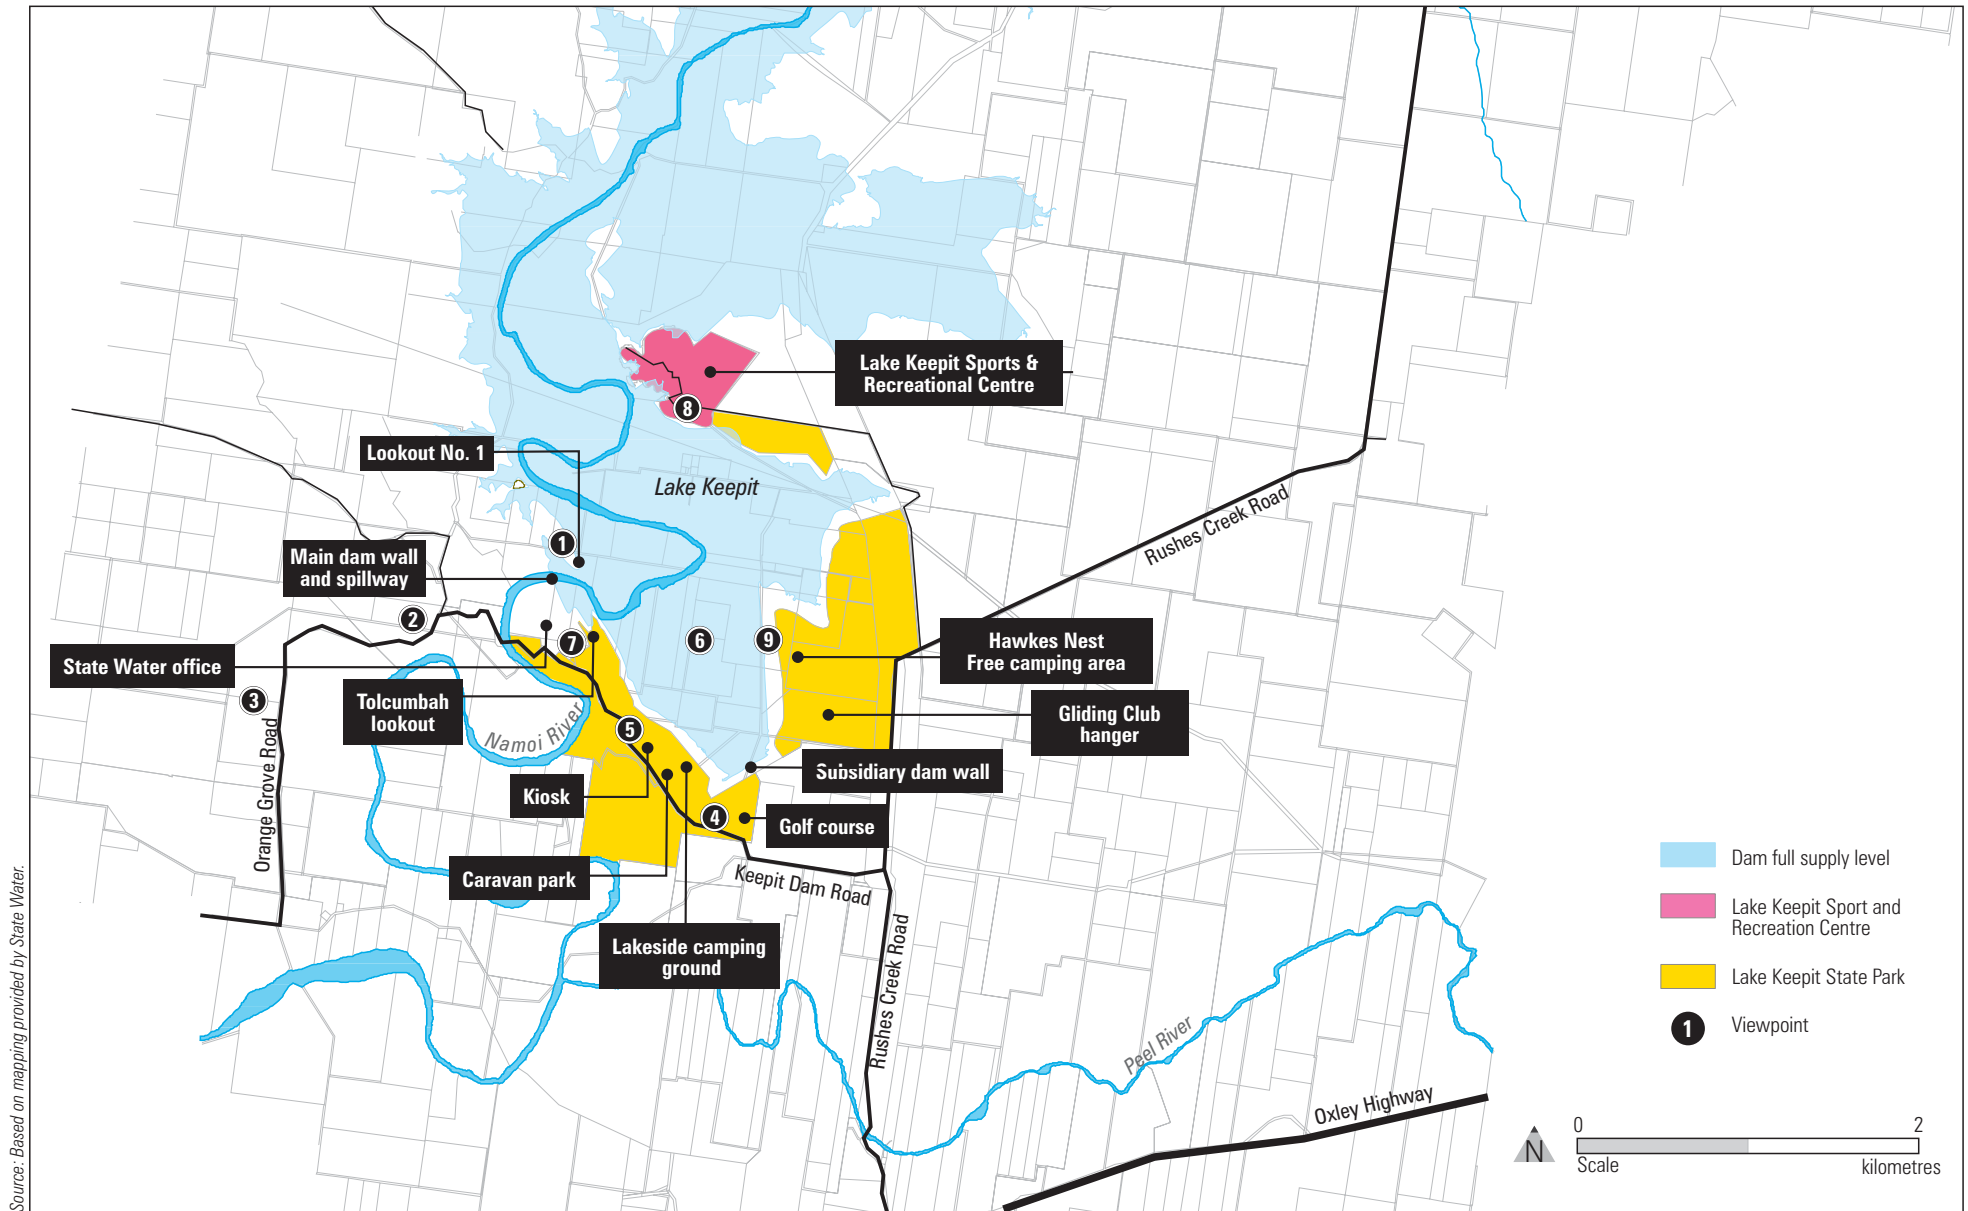 Lake Keepit Sports &
Recreational Centre
8
Lookout No. 1
Lake Keepit
Rushes Creek Road
1
Main dam wall
and spillway
2
6
9
7
Hawkes Nest
Free camping area
State Water office
3
Tolcumbah
lookout
Namoi River
5
Gliding Club
hanger
Orange Grove Road
Subsidiary dam wall
Kiosk
4
Golf course
Caravan park
Keepit Dam Road
Lakeside camping
ground
Rushes Creek Road
Peel River
Oxley Highway
Dam full supply level
Lake Keepit Sport and
Recreation Centre
Lake Keepit State Park
1 Viewpoint
N
0 2
Scale kilometres
Source: Based on mapping provided by State Water.